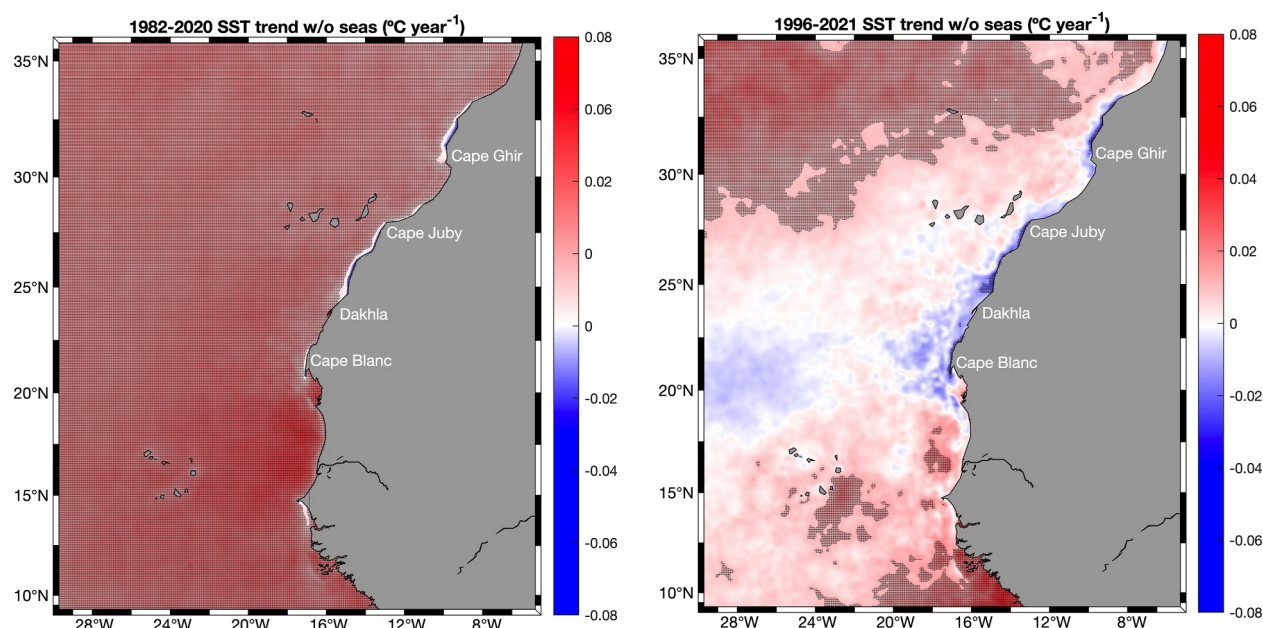 1982-2020 SST trend w/o seas (ºC year⁻¹)
35°N
30°N
25°N
20°N
15°N
10°N
28°W
24°W
20°W
16°W
12°W
8°W
Cape Ghir
Cape Juby
Dakhla
Cape Blanc
0.08
0.06
0.02
0
0
-0.02
-0.04
-0.06
-0.08
1996-2021 SST trend w/o seas (ºC year⁻¹)
35°N
30°N
25°N
20°N
15°N
10°N
28°W
24°W
20°W
16°W
12°W
8°W
Cape Ghir
Cape Juby
Dakhla
Cape Blanc
0.08
0.06
0.04
0.02
0
-0.02
-0.04
-0.06
-0.08